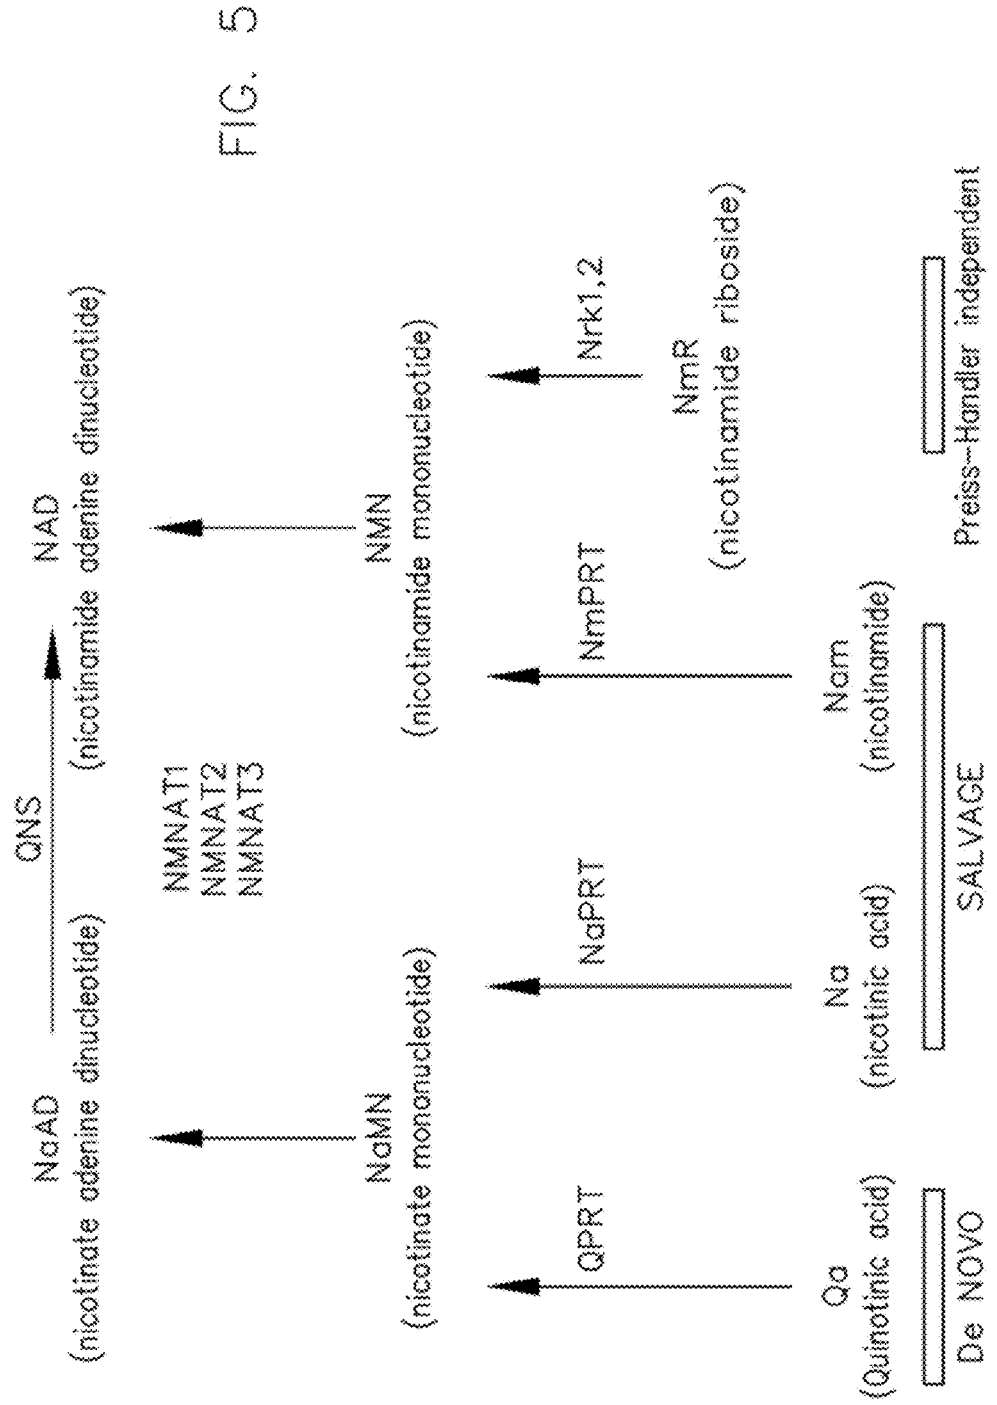 QNS
NaAD
(nicotinate adenine dinucleotide)
NAD
(nicotinamide adenine dinucleotide)
NMNAT1
NMNAT2
NMNAT3
FIG. 5
NaMN
(nicotinate mononucleotide)
NMN
(nicotinamide mononucleotide)
QPRT
NaPRT
NmPRT
Nrk1,2
NmR
(nicotinamide riboside)
Qa
(Quinotinic acid)
Na
(nicotinic acid)
Nam
(nicotinamide)
De NOVO
SALVAGE
Preiss-Handler independent